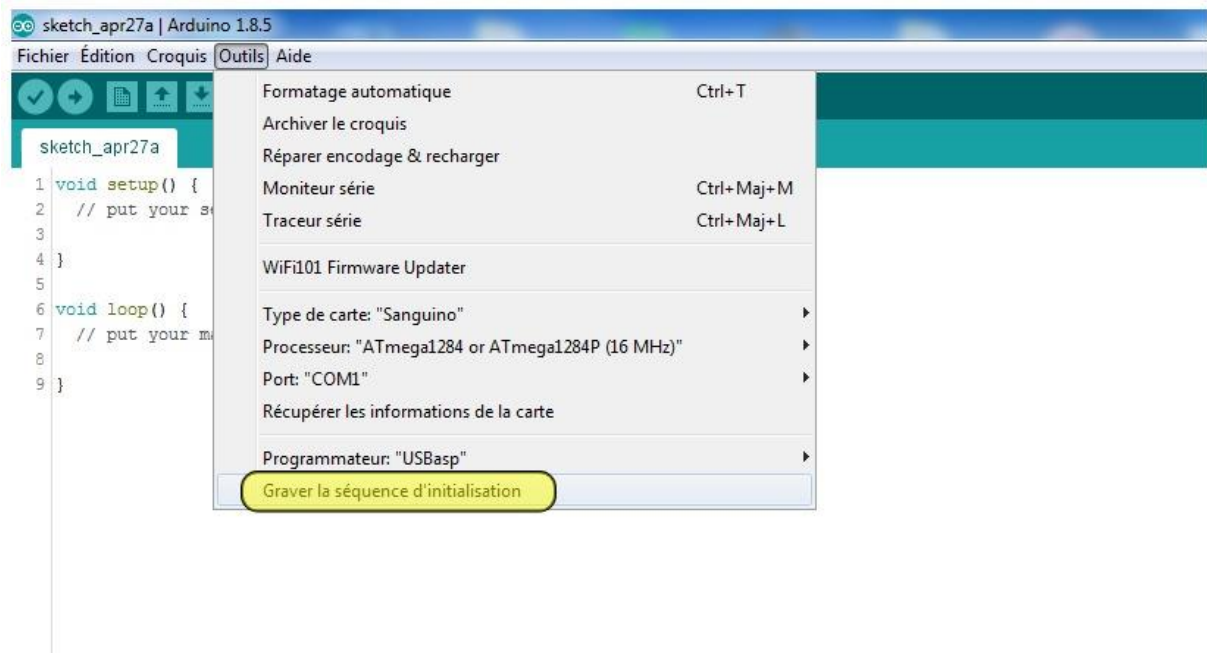 sketch_apr27a | Arduino 1.8.5
Fichier Édition Croquis Outils Aide
Formatage automatique Ctrl+T
Archiver le croquis
sketch_apr27a
Réparer encodage & recharger
1 void setup() {
Moniteur série Ctrl+Maj+M
2 // put your
Traceur série Ctrl+Maj+L
3
4 }
WiFi101 Firmware Updater
5
6 void loop() {
Type de carte: "Sanguino"
7 // put your
Processeur: "ATmega1284 or ATmega1284P (16 MHz)"
8
Port: "COM1"
9 }
Récupérer les informations de la carte
Programmateur: "USBasp"
Graver la séquence d'initialisation